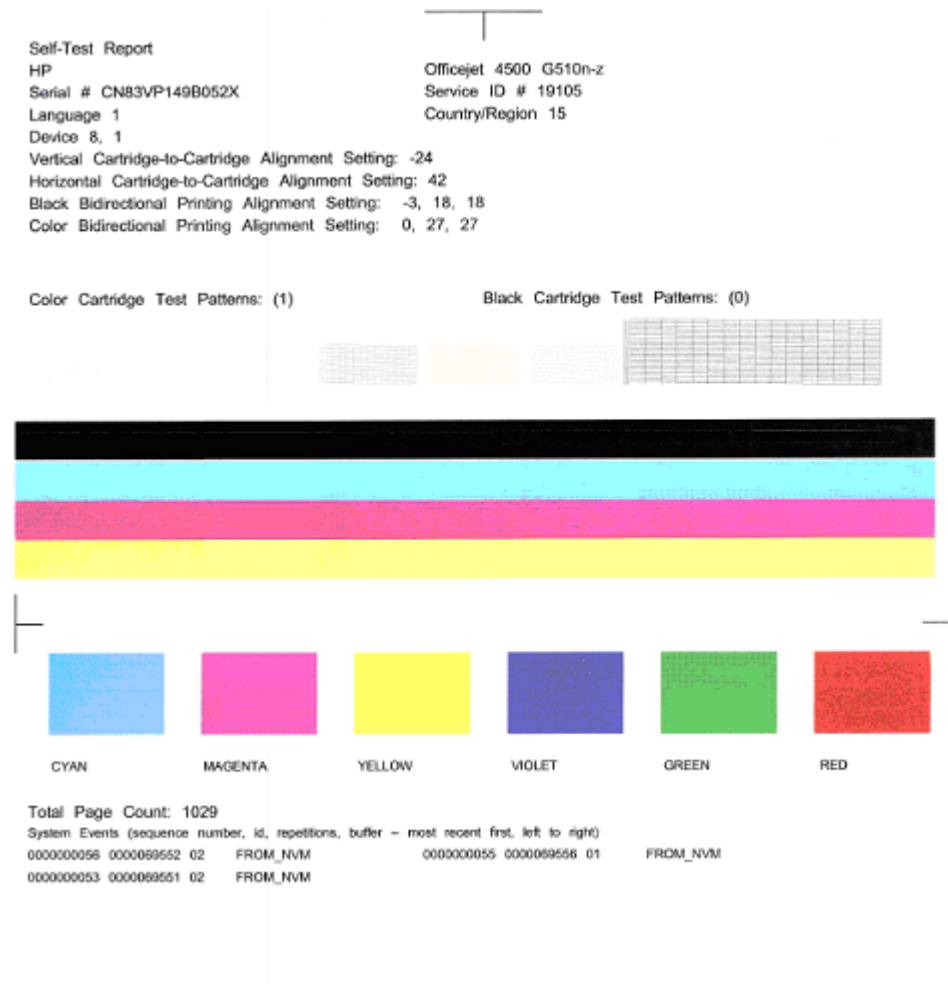 Self-Test Report
HP
Officejet 4500 G510n-z
Serial # CN83VP149B052X
Service ID # 19105
Language 1
Country/Region 15
Device 8, 1
Vertical Cartridge-to-Cartridge Alignment Setting: -24
Horizontal Cartridge-to-Cartridge Alignment Setting: 42
Black Bidirectional Printing Alignment Setting: -3, 18, 18
Color Bidirectional Printing Alignment Setting: 0, 27, 27
Color Cartridge Test Patterns: (1)
Black Cartridge Test Patterns: (0)
CYAN MAGENTA YELLOW VIOLET GREEN RED
Total Page Count: 1029
System Events (sequence number, id, repetitions, buffer – most recent first, left to right)
0000000056 0000069552 02 FROM_NVM 0000000055 0000069556 01 FROM_NVM
0000000053 0000069551 02 FROM_NVM